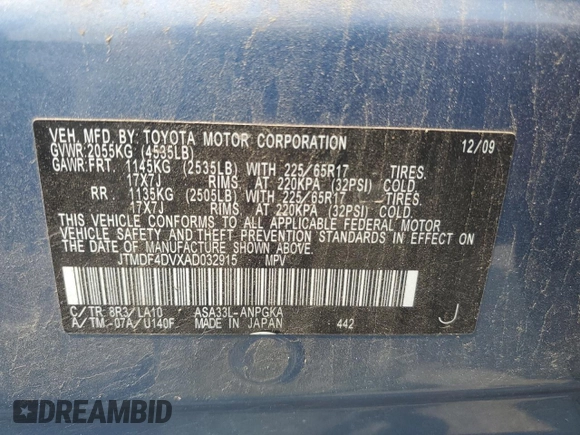 VEH. MFD. BY: TOYOTA MOTOR CORPORATION 12/09
GVWR: 2055KG (4535LB)
GAWR: FRT. 1145KG (2535LB) WITH 225/65R17 TIRES.
17X7J RIMS. AT 220KPA (32PSI) COLD
RR. 1135KG (2505LB) WITH 225/65R17 TIRES.
17X7J RIMS. AT 220KPA (32PSI) COLD
THIS VEHICLE CONFORMS TO ALL APPLICABLE FEDERAL MOTOR
VEHICLE SAFETY AND THEFT PREVENTION STANDARDS IN EFFECT ON
THE DATE OF MANUFACTURE SHOWN ABOVE.
JTMDF4DVXAD032915 MPV
C/TR: 8R3/LA10 ASA33L-ANPGKA
A/TM:-07A/U140F MADE IN JAPAN 442 J
DREAMBID